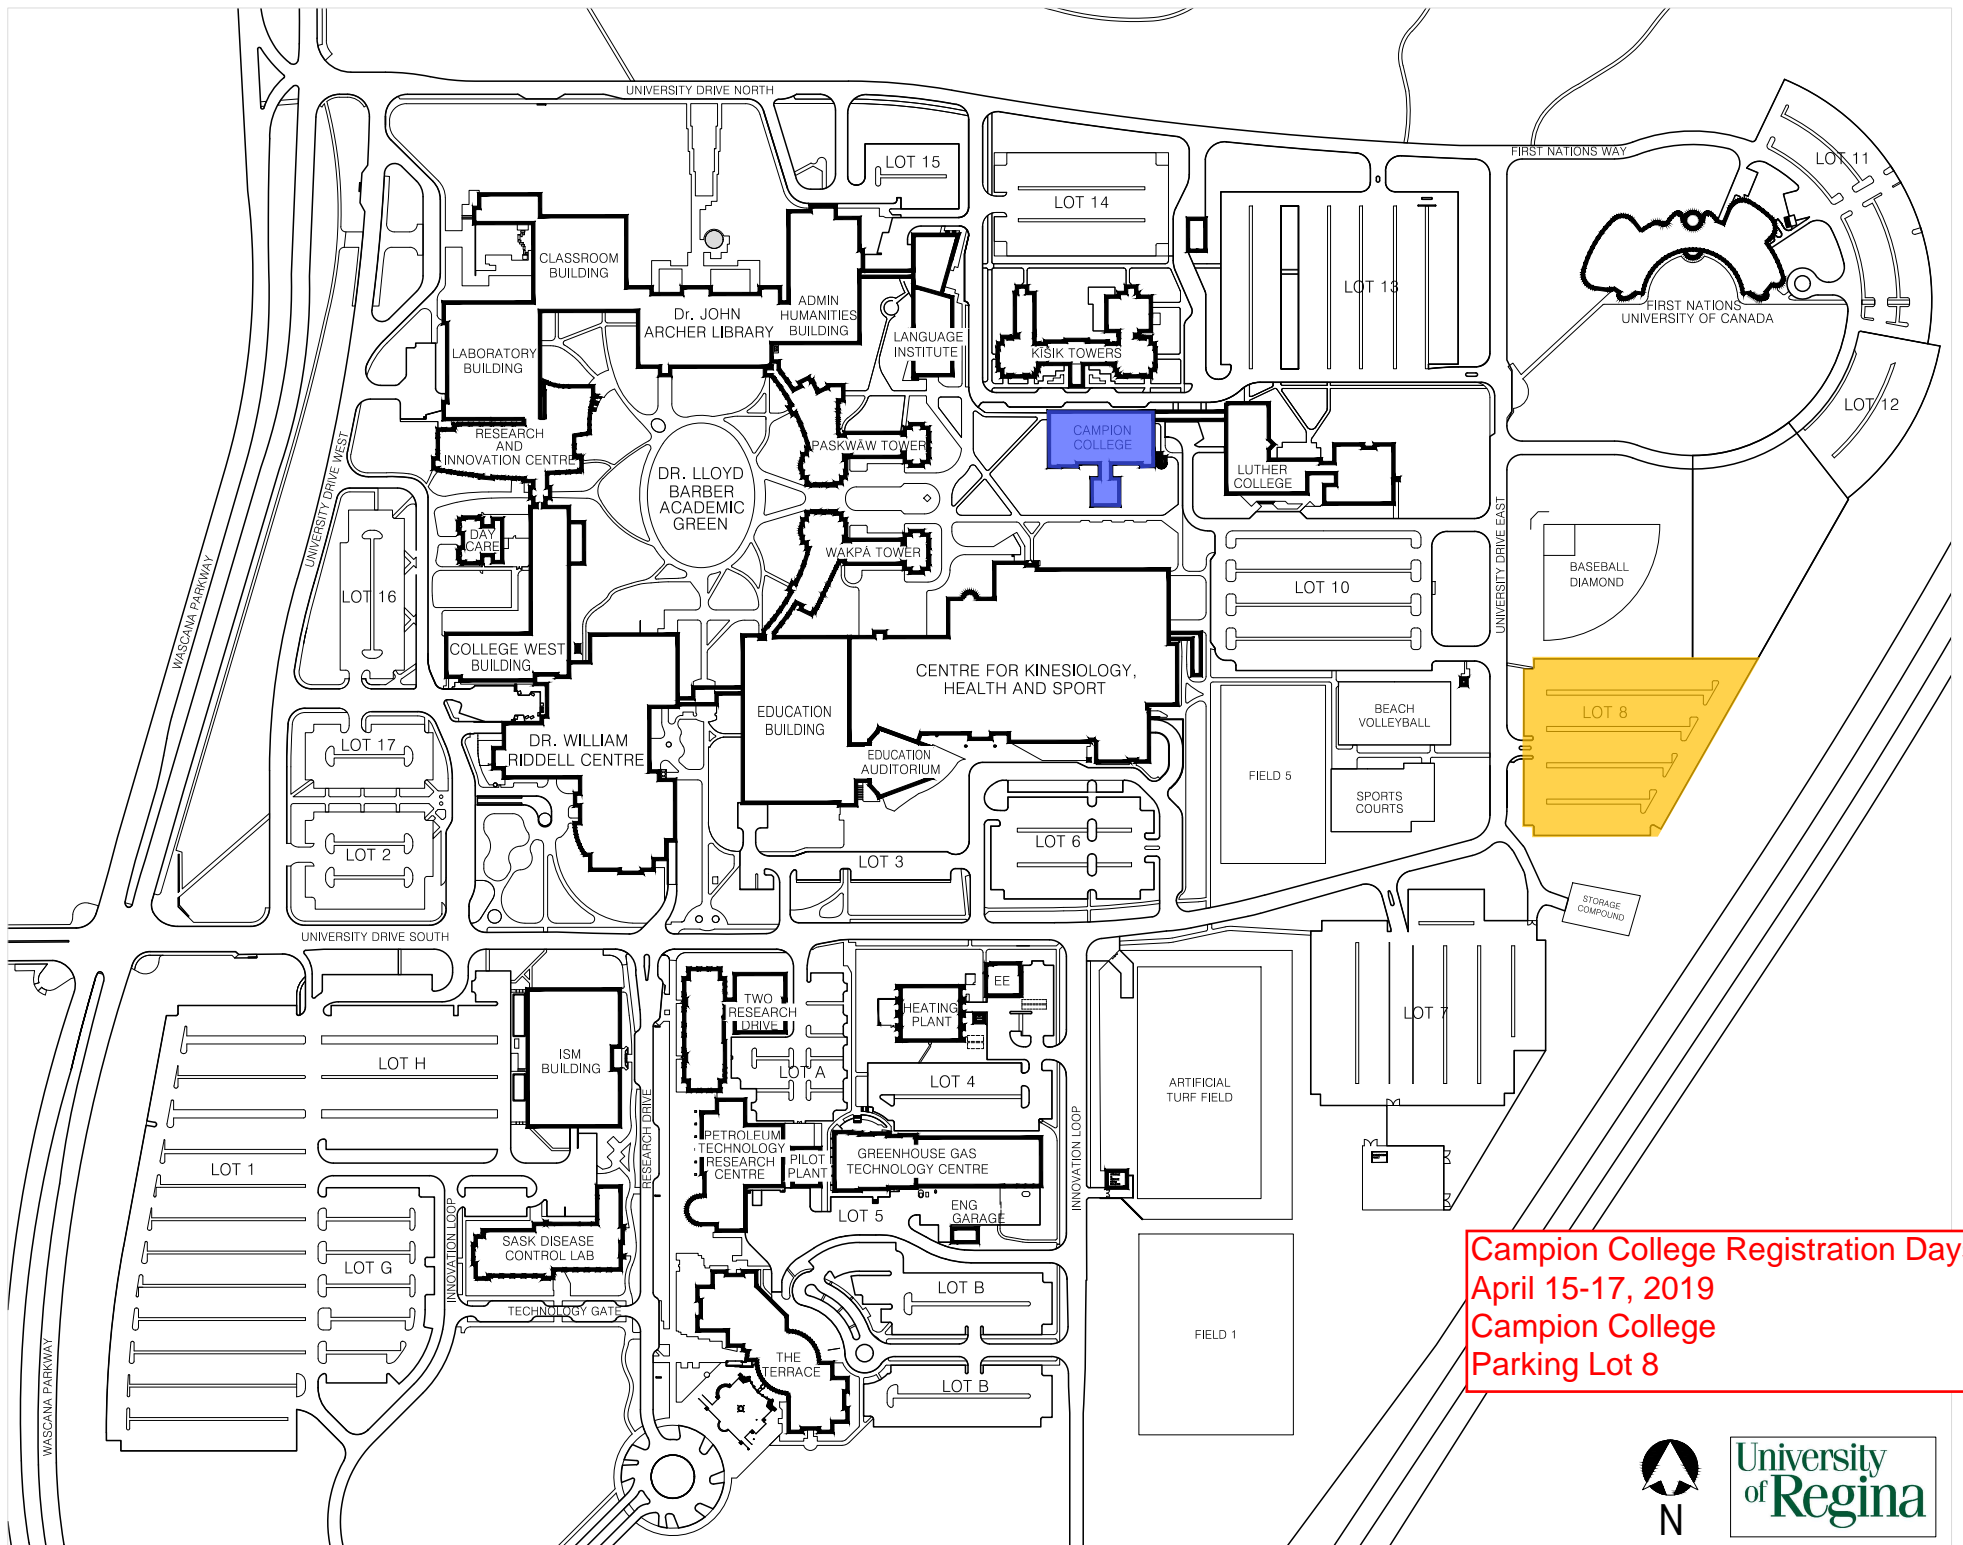 UNIVERSITY DRIVE NORTH
FIRST NATIONS WAY
LOT 15
LOT 11
LOT 14
CLASSROOM
BUILDING
LOT 13
ADMIN
HUMANITIES
BUILDING
Dr. JOHN
ARCHER LIBRARY
FIRST NATIONS
UNIVERSITY OF CANADA
LANGUAGE
INSTITUTE
KĪSIK TOWERS
LABORATORY
BUILDING
LOT 12
CAMPION
COLLEGE
RESEARCH
AND
INNOVATION CENTRE
PASKWĀW TOWER
LUTHER
COLLEGE
DR. LLOYD
BARBER
ACADEMIC
GREEN
UNIVERSITY DRIVE WEST
UNIVERSITY DRIVE EAST
DAY
CARE
WAKPĀ TOWER
BASEBALL
DIAMOND
LOT 10
LOT 16
WASCANA PARKWAY
COLLEGE WEST
BUILDING
CENTRE FOR KINESIOLOGY,
HEALTH AND SPORT
EDUCATION
BUILDING
BEACH
VOLLEYBALL
LOT 8
LOT 17
DR. WILLIAM
RIDDELL CENTRE
EDUCATION
AUDITORIUM
FIELD 5
SPORTS
COURTS
LOT 2
LOT 3
LOT 6
STORAGE
COMPOUND
UNIVERSITY DRIVE SOUTH
TWO
RESEARCH
DRIVE
EE
HEATING
PLANT
LOT 7
ISM
BUILDING
LOT H
LOT A
LOT 4
ARTIFICIAL
TURF FIELD
RESEARCH DRIVE
INNOVATION LOOP
PETROLEUM
TECHNOLOGY
RESEARCH
CENTRE
PILOT
PLANT
GREENHOUSE GAS
TECHNOLOGY CENTRE
LOT 1
LOT 5
ENG
GARAGE
INNOVATION LOOP
SASK DISEASE
CONTROL LAB
LOT G
LOT B
TECHNOLOGY GATE
FIELD 1
THE
TERRACE
LOT B
WASCANA PARKWAY
Campion College Registration Day
April 15-17, 2019
Campion College
Parking Lot 8
N
University
of Regina